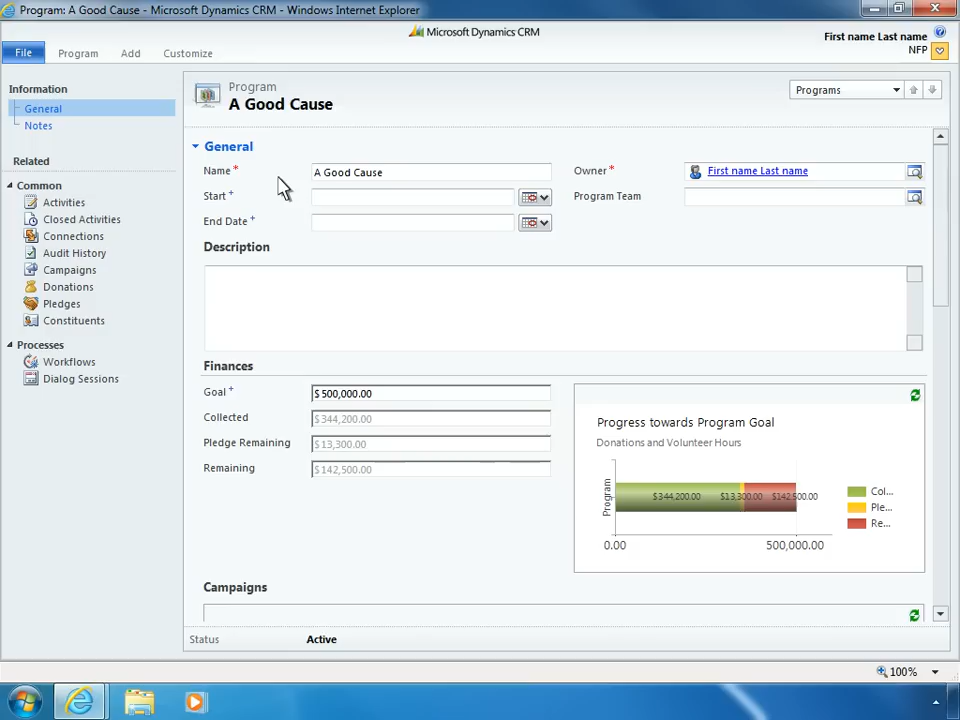 Program: A Good Cause - Microsoft Dynamics CRM - Windows Internet Explorer
Microsoft Dynamics CRM
First name Last name
NFP
File Program Add Customize
Information
General
Notes
Related
Common
Activities
Closed Activities
Connections
Audit History
Campaigns
Donations
Pledges
Constituents
Processes
Workflows
Dialog Sessions
Program
A Good Cause
Programs
General
Name * A Good Cause
Owner * First name Last name
Start +
Program Team
End Date +
Description
Finances
Goal + $ 500,000.00
Collected $ 344,200.00
Pledge Remaining $ 13,300.00
Remaining $ 142,500.00
Progress towards Program Goal
Donations and Volunteer Hours
Program
$344,200.00 $13,300.00 $142,500.00
0.00 500,000.00
Col...
Ple...
Re...
Campaigns
Status Active
100%